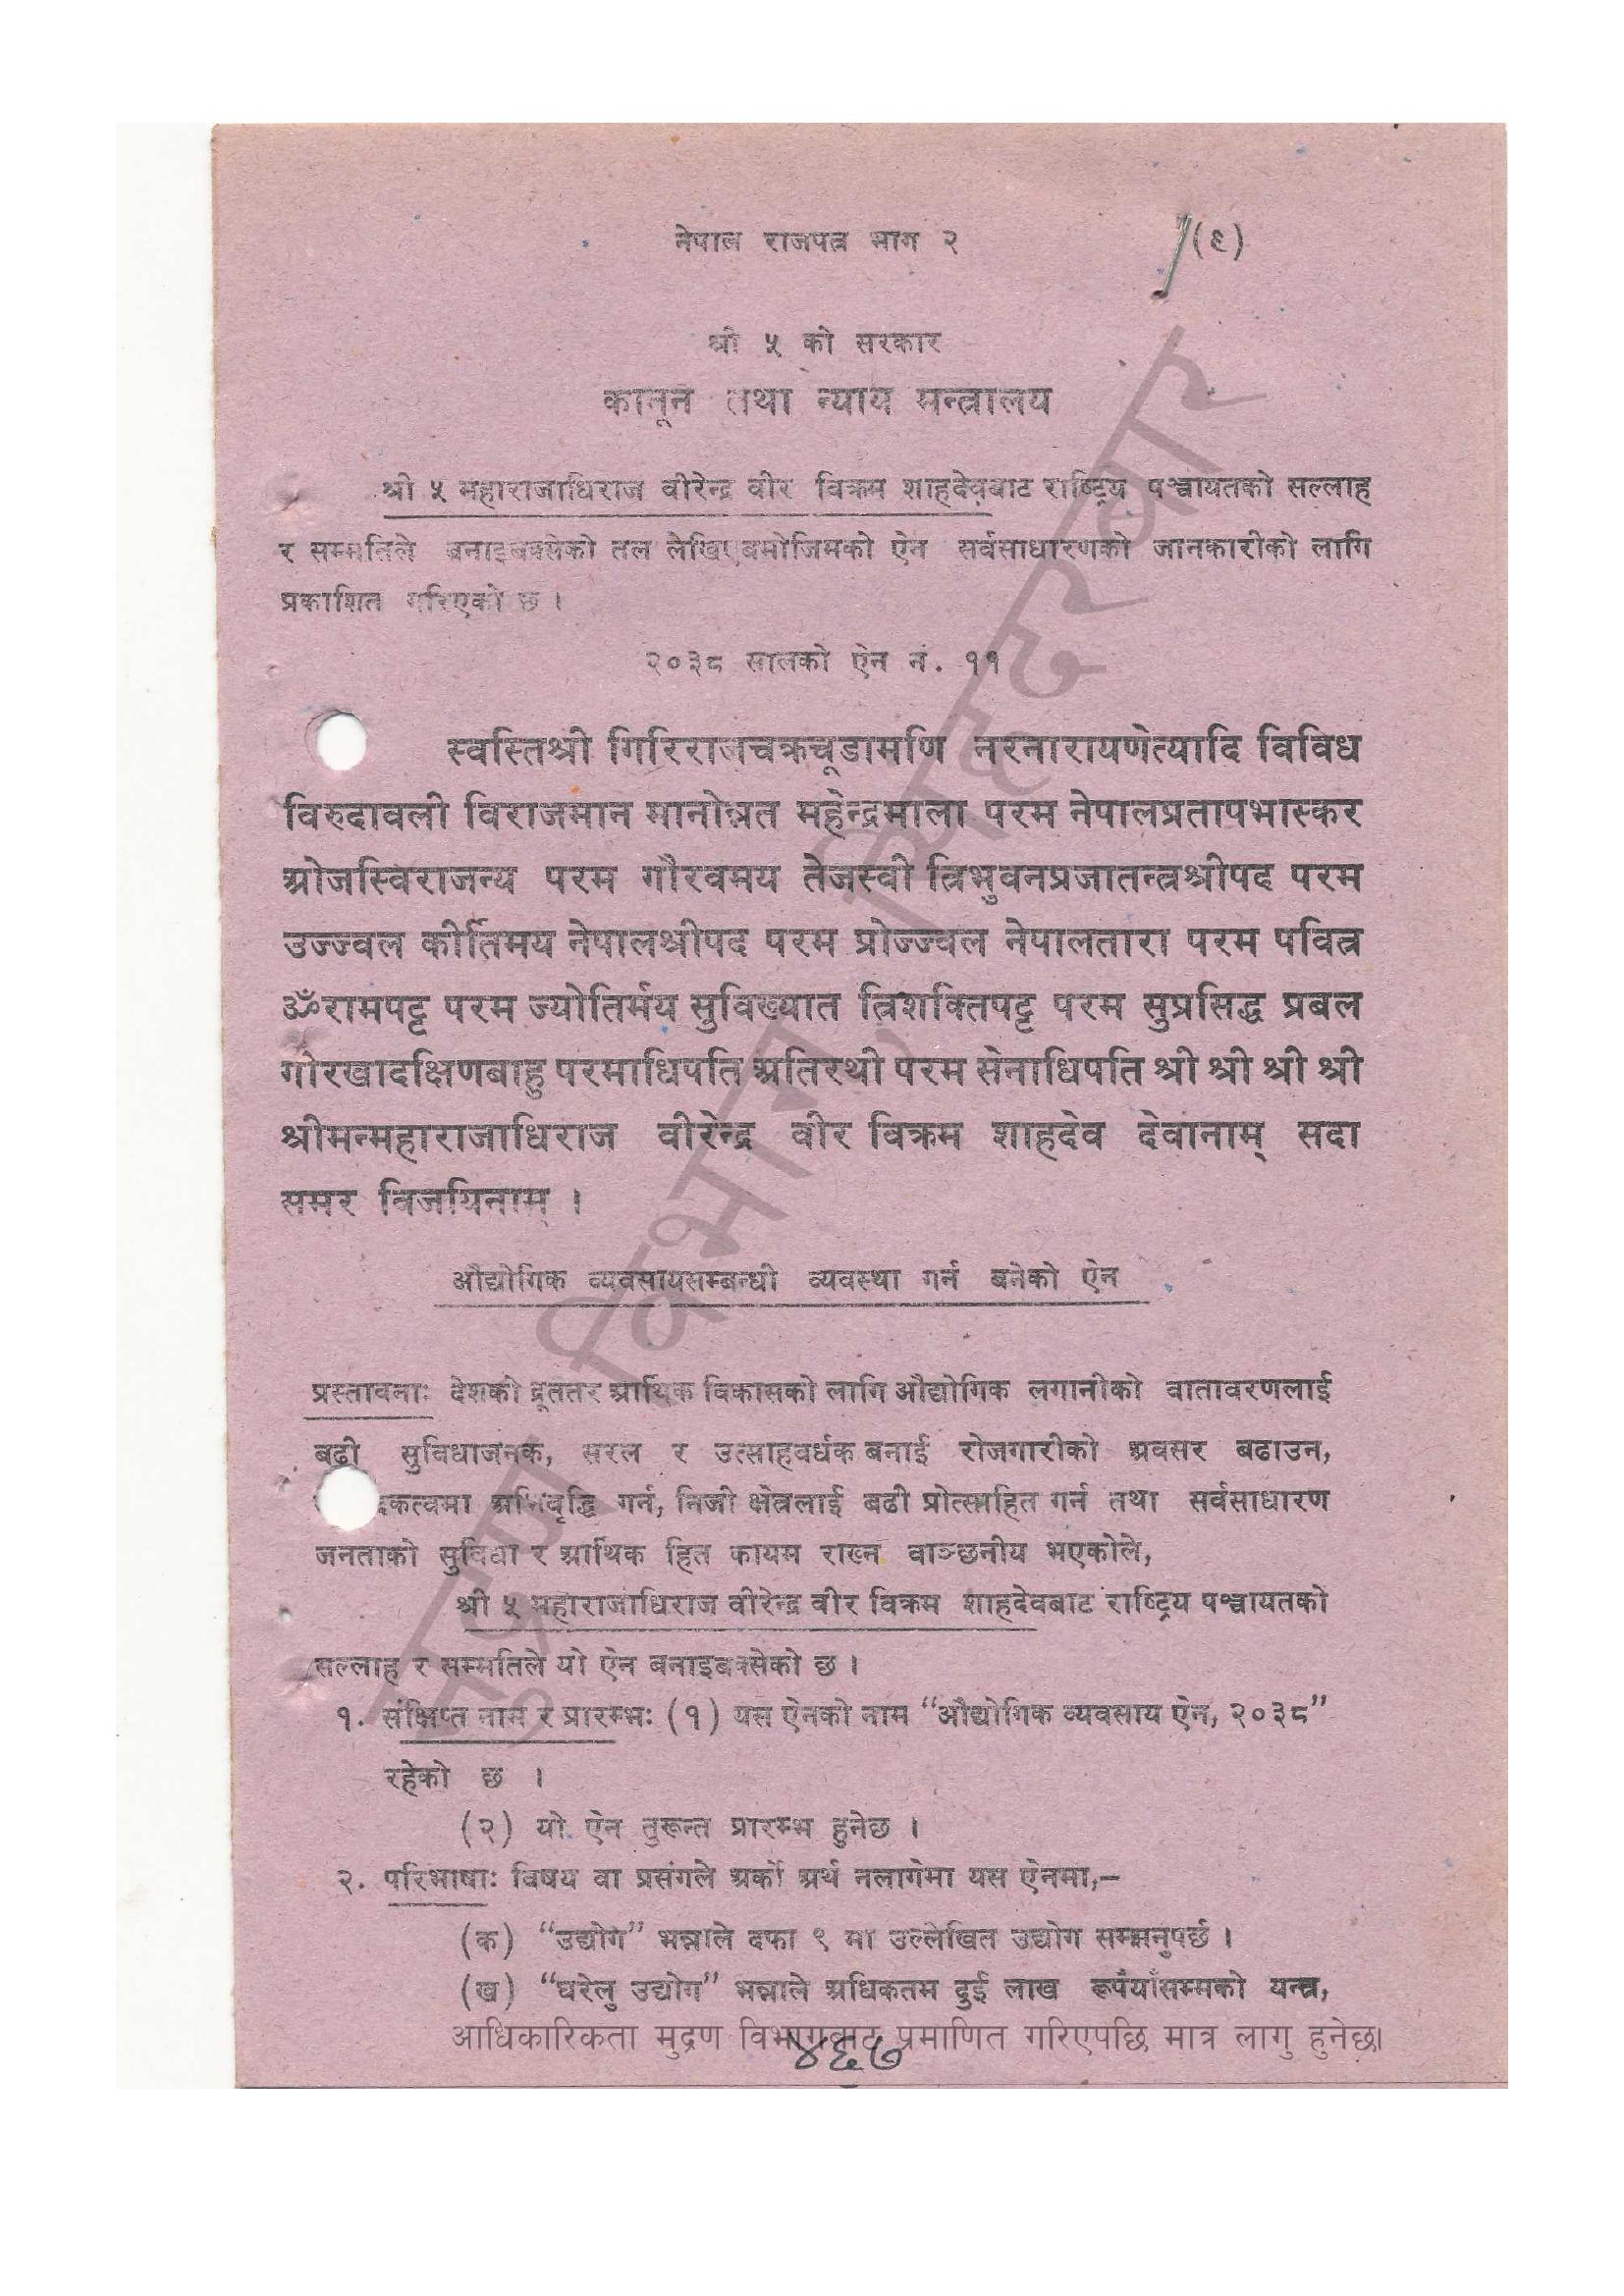 नेपाल राजपत्र भाग २
(९)
श्री ५ को सरकार
कानून तथा न्याय मन्त्रालय
श्री ५ महाराजाधिराज वीरेन्द्र वीर विक्रम शाहदेवबाट राष्ट्रिय पञ्चायतको सल्लाह
र सम्मतिले बनाइबक्सेको तल लेखिएबमोजिमको ऐन सर्वसाधारणको जानकारीको लागि
प्रकाशित गरिएको छ ।
२०३८ सालको ऐन नं. ११
स्वस्तिश्री गिरिराजचक्रचूडामणि नरनारायणेत्यादि विविध
विरुदावली विराजमान मानोन्नत महेन्द्रमाला परम नेपालप्रतापभास्कर
ओजस्विराजन्य परम गौरवमय तेजस्वी त्रिभुवनप्रजातन्त्रश्रीपद परम
उज्ज्वल कीर्तिमय नेपालश्रीपद परम प्रोज्ज्वल नेपालतारा परम पवित्र
ॐरामपट्ट परम ज्योतिर्मय सुविख्यात त्रिशक्तिपट्ट परम सुप्रसिद्ध प्रबल
गोरखादक्षिणबाहु परमाधिपति अतिरथी परम सेनाधिपति श्री श्री श्री श्री
श्रीमन्महाराजाधिराज वीरेन्द्र वीर विक्रम शाहदेव देवानाम् सदा
समर विजयिनाम् ।
औद्योगिक व्यवसायसम्बन्धी व्यवस्था गर्न बनेको ऐन
प्रस्तावनाः देशको द्रूततर आर्थिक विकासको लागि औद्योगिक लगानीको वातावरणलाई
बढी सुविधाजनक, सरल र उत्साहवर्धक बनाई रोजगारीको अवसर बढाउन,
दकत्वमा अभिवृद्धि गर्न, निजी क्षेत्रलाई बढी प्रोत्साहित गर्न तथा सर्वसाधारण
जनताको सुविधा र आर्थिक हित कायम राख्न वाञ्छनीय भएकोले,
श्री ५ महाराजाधिराज वीरेन्द्र वीर विक्रम शाहदेवबाट राष्ट्रिय पञ्चायतको
सल्लाह र सम्मतिले यो ऐन बनाइबक्सेको छ ।
१. संक्षिप्त नाम र प्रारम्भः (१) यस ऐनको नाम “औद्योगिक व्यवसाय ऐन, २०३८”
रहेको छ ।
(२) यो ऐन तुरून्त प्रारम्भ हुनेछ ।
२. परिभाषाः विषय वा प्रसंगले अर्को अर्थ नलागेमा यस ऐनमा,–
(क) “उद्योग” भन्नाले दफा ९ मा उल्लेखित उद्योग सम्झनुपर्छ ।
(ख) “घरेलु उद्योग” भन्नाले अधिकतम दुई लाख रूपैयाँसम्मको यन्त्र,
आधिकारिकता मुद्रण विभागबाट प्रमाणित गरिएपछि मात्र लागु हुनेछ।
४६७
मुद्रण विभाग, सिंहदरबार